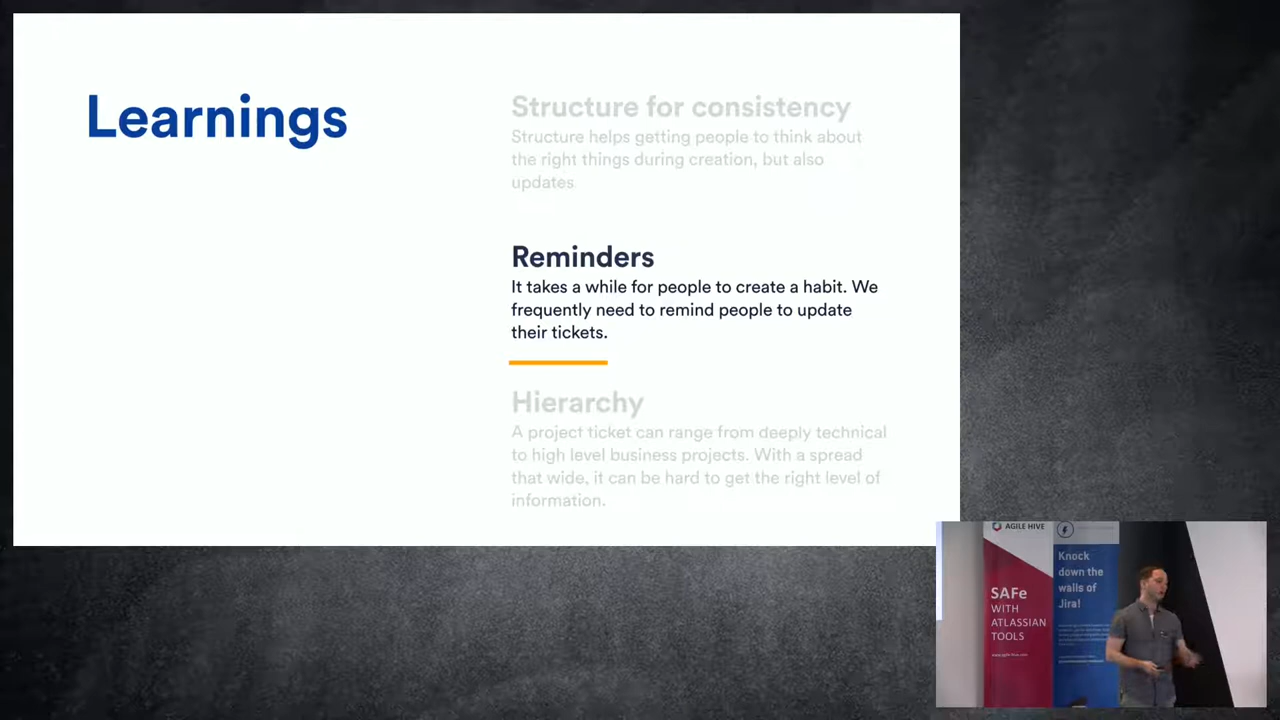 Learnings
Structure for consistency
Structure helps getting people to think about
the right things during creation, but also
updates
Reminders
It takes a while for people to create a habit. We
frequently need to remind people to update
their tickets.
Hierarchy
A project ticket can range from deeply technical
to high level business projects. With a spread
that wide, it can be hard to get the right level of
information.
AGILE HIVE
SAFe
WITH
ATLASSIAN
TOOLS
www.agile-hive.com
Knock
down the
walls of
Jira!